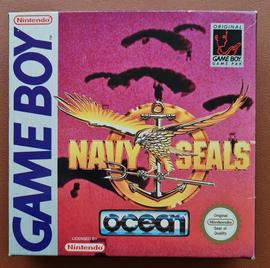 Nintendo
GAME BOY
TM
ORIGINAL
GAME BOY
GAME PAK
NAVY SEALS
ocean
LICENSED BY
Nintendo
Original
Nintendo
Seal of
Quality